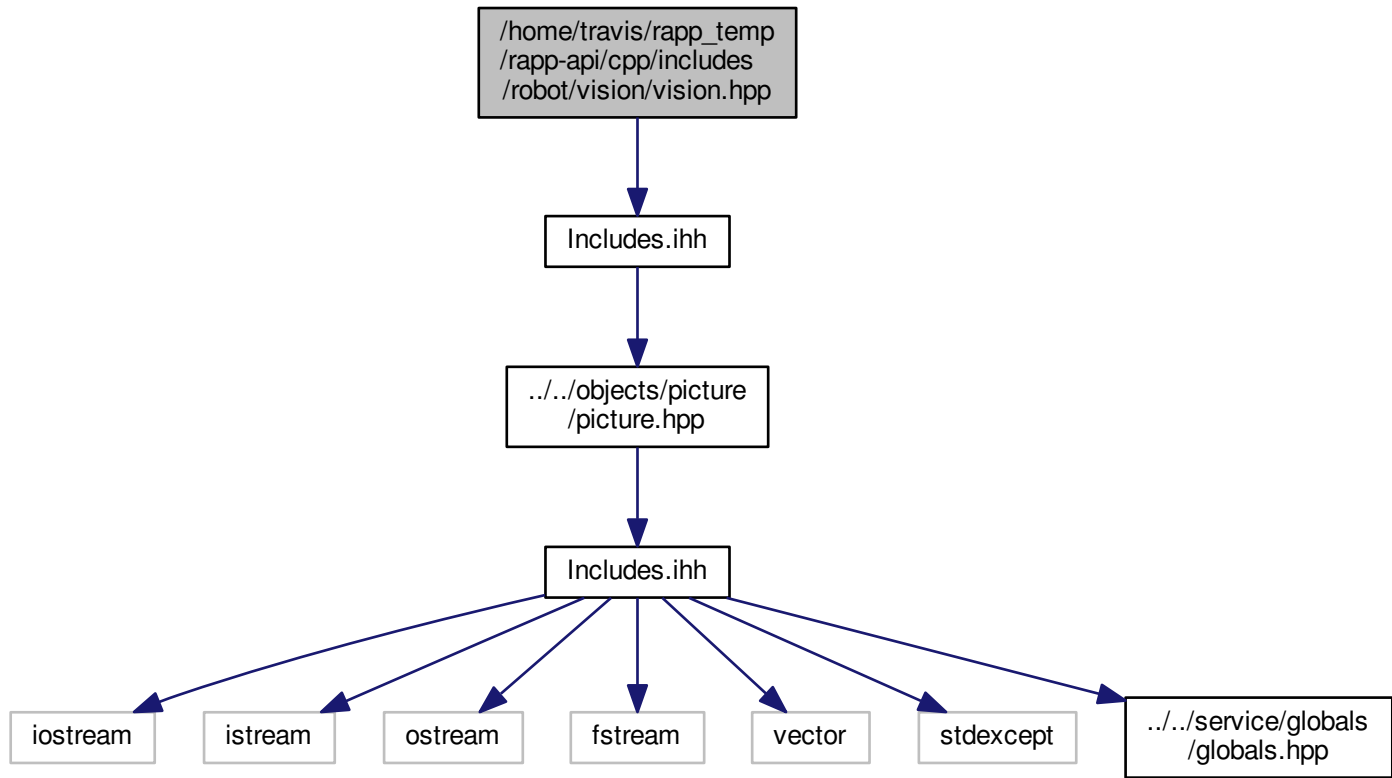 /home/travis/rapp_temp
/rapp-api/cpp/includes
/robot/vision/vision.hpp
Includes.ihh
../../objects/picture
/picture.hpp
Includes.ihh
iostream
istream
ostream
fstream
vector
stdexcept
../../service/globals
/globals.hpp